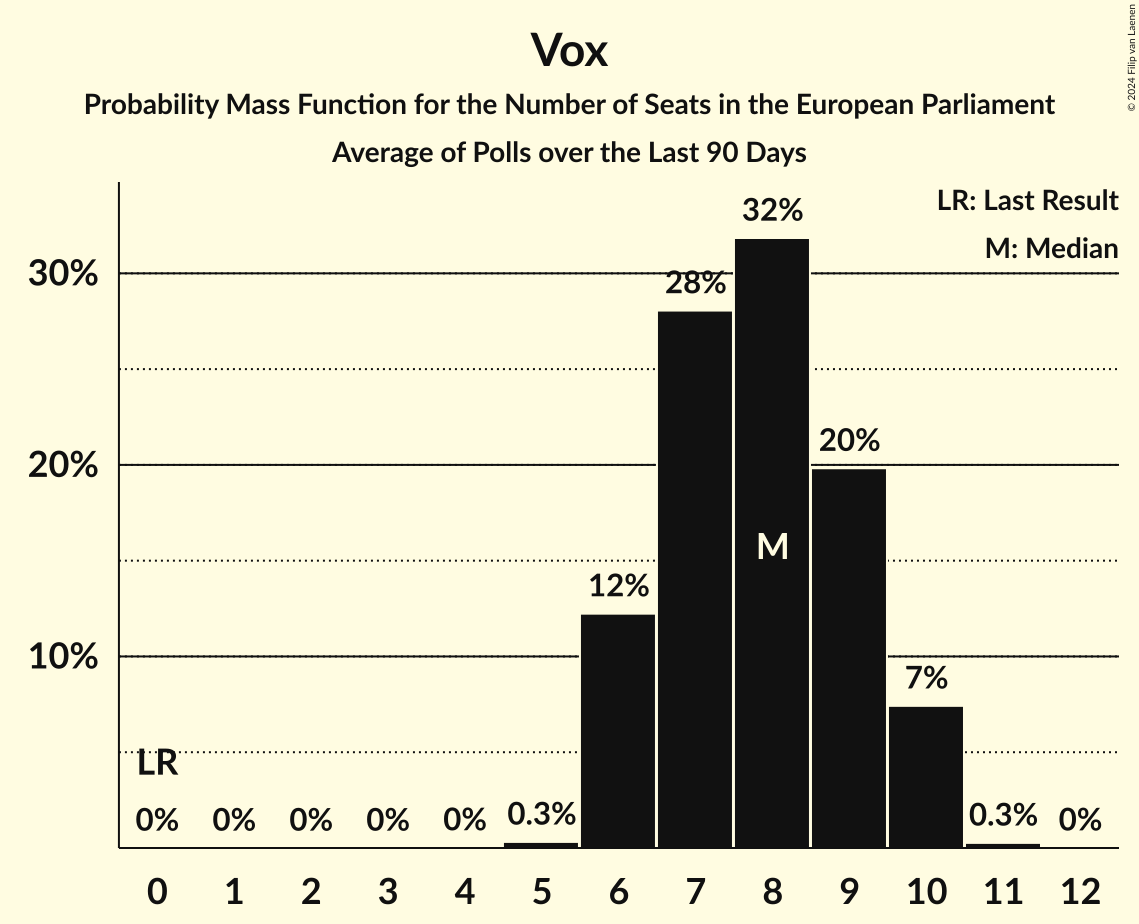 Vox
Probability Mass Function for the Number of Seats in the European Parliament
Average of Polls over the Last 90 Days
© 2024 Filip van Laenen
LR: Last Result
M: Median
30%
20%
10%
LR
0%
0%
0%
0%
0%
0.3%
12%
28%
32%
M
20%
7%
0.3%
0%
0 1 2 3 4 5 6 7 8 9 10 11 12